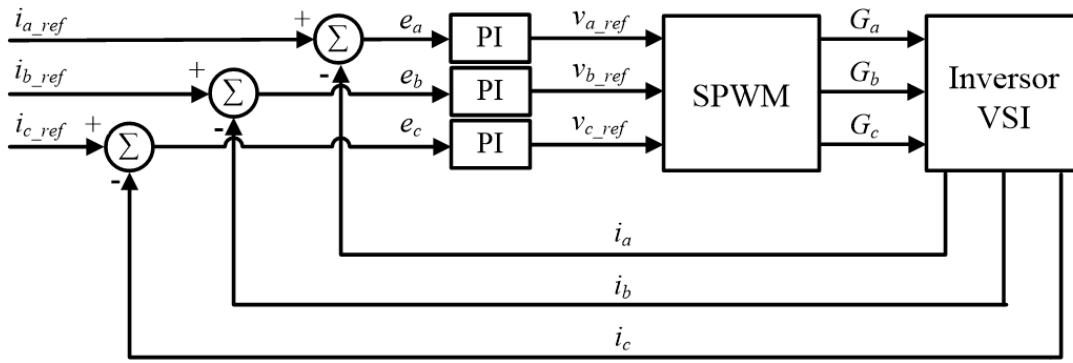 i_a_ref + Σ - e_a PI v_a_ref G_a
i_b_ref + Σ - e_b PI v_b_ref G_b
i_c_ref + Σ - e_c PI v_c_ref G_c
SPWM
Inversor
VSI
i_a
i_b
i_c